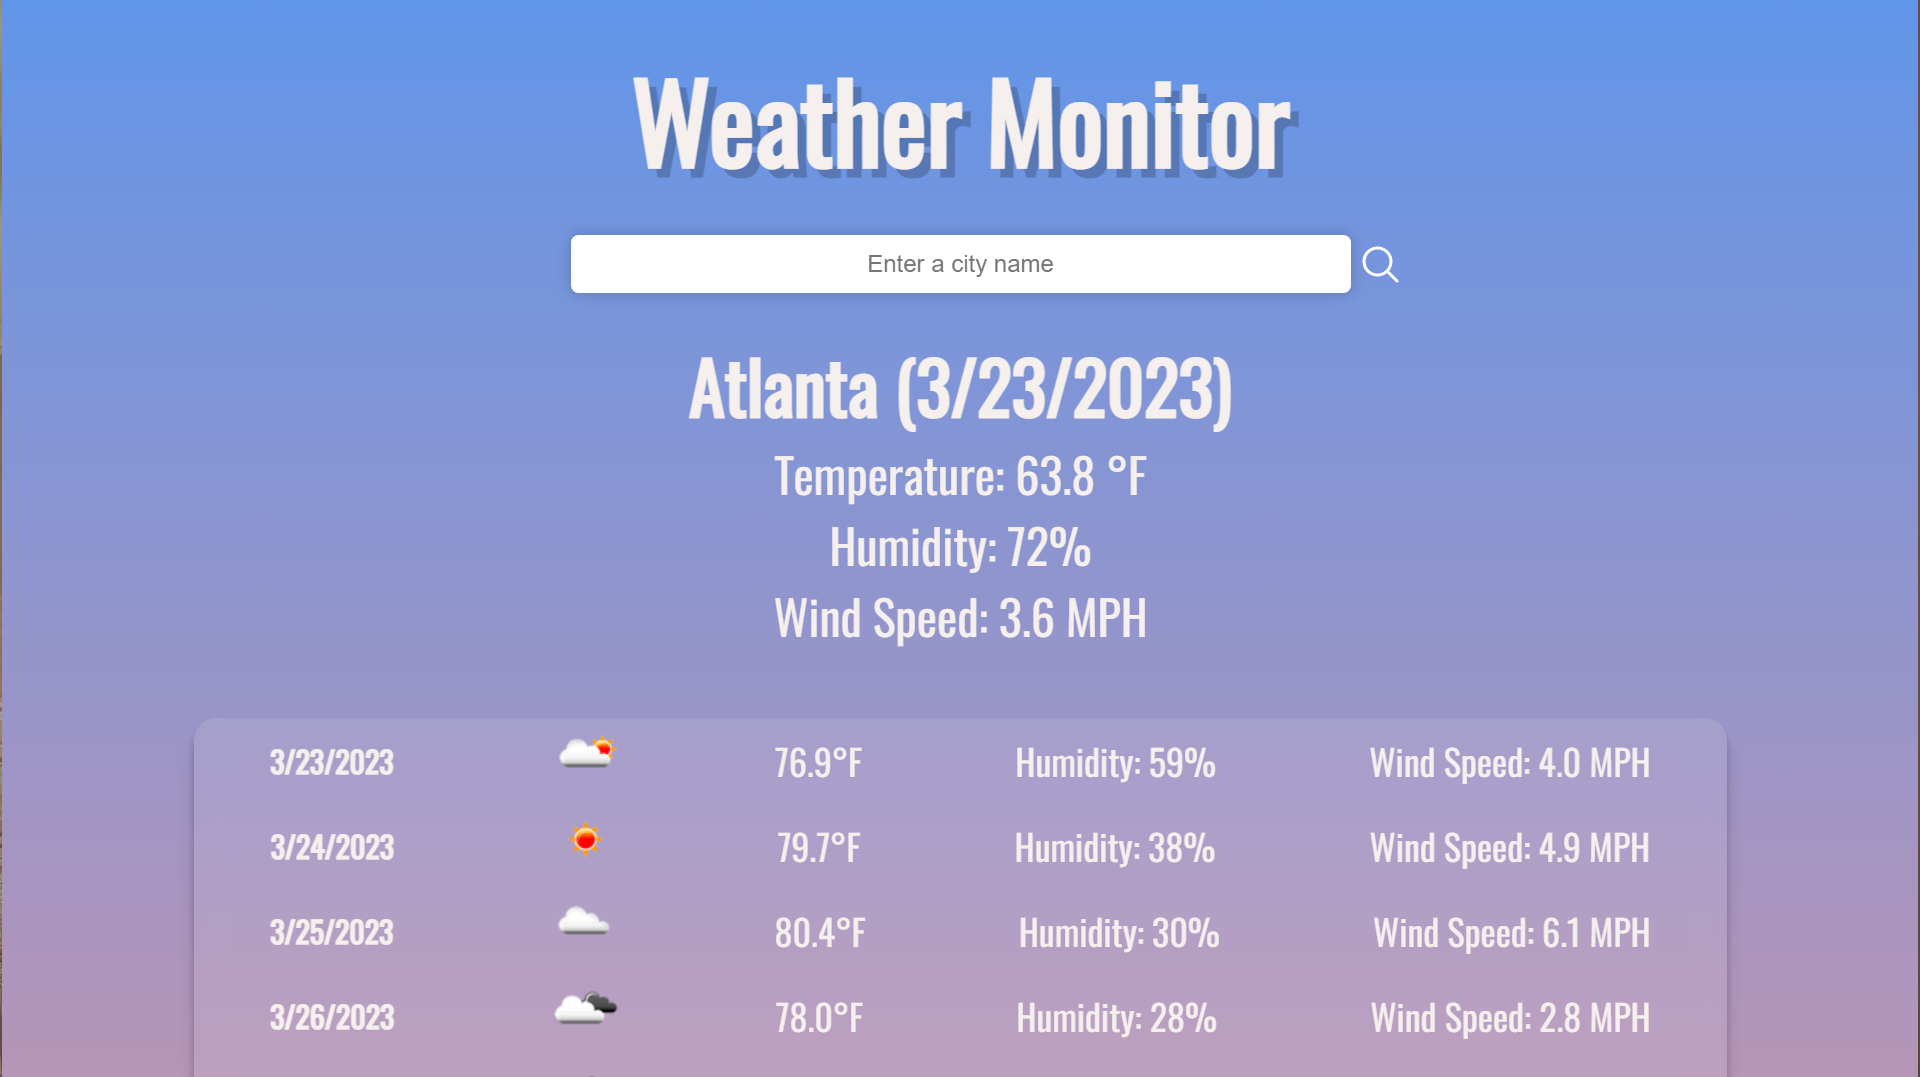 Weather Monitor
Enter a city name
Atlanta (3/23/2023)
Temperature: 63.8 °F
Humidity: 72%
Wind Speed: 3.6 MPH
3/23/2023 76.9°F Humidity: 59% Wind Speed: 4.0 MPH
3/24/2023 79.7°F Humidity: 38% Wind Speed: 4.9 MPH
3/25/2023 80.4°F Humidity: 30% Wind Speed: 6.1 MPH
3/26/2023 78.0°F Humidity: 28% Wind Speed: 2.8 MPH